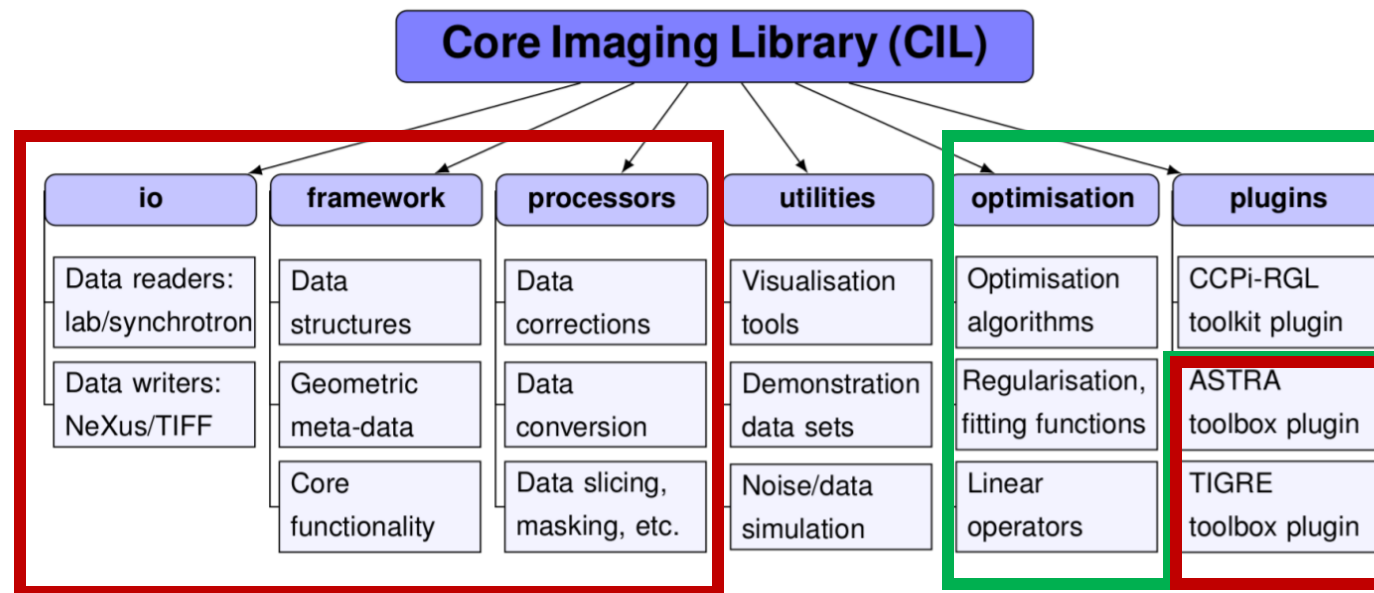 Core Imaging Library (CIL)
io
framework
processors
utilities
optimisation
plugins
Data readers:
lab/synchrotron
Data writers:
NeXus/TIFF
Data
structures
Geometric
meta-data
Core
functionality
Data
corrections
Data
conversion
Data slicing,
masking, etc.
Visualisation
tools
Demonstration
data sets
Noise/data
simulation
Optimisation
algorithms
Regularisation,
fitting functions
Linear
operators
CCPi-RGL
toolkit plugin
ASTRA
toolbox plugin
TIGRE
toolbox plugin